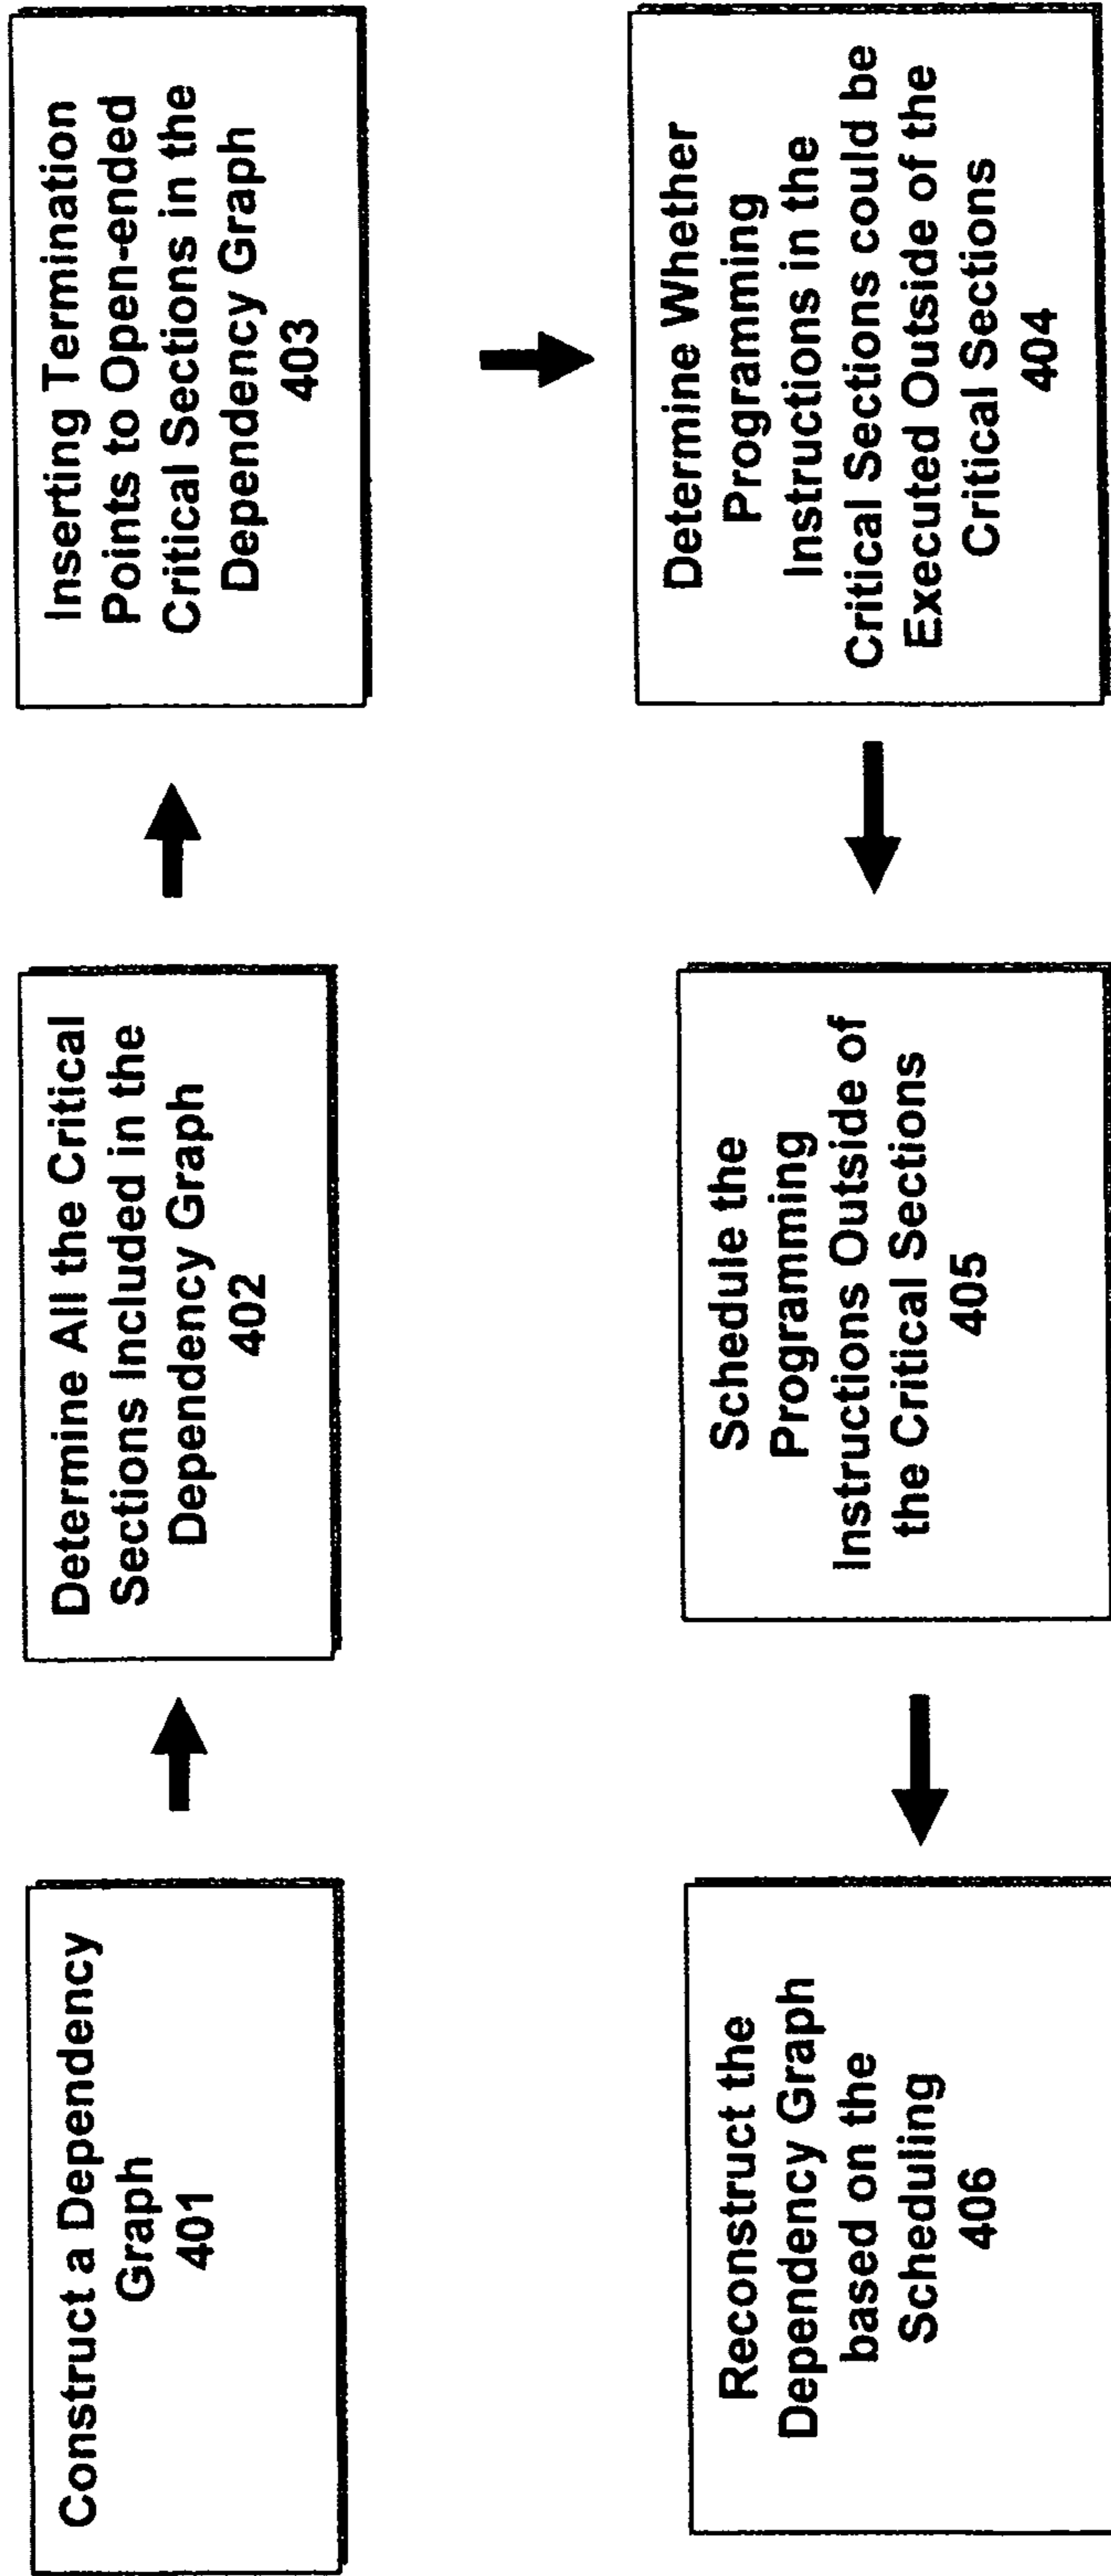 Construct a Dependency
Graph
401
Determine All the Critical
Sections Included in the
Dependency Graph
402
Inserting Termination
Points to Open-ended
Critical Sections in the
Dependency Graph
403
Determine Whether
Programming
Instructions in the
Critical Sections could be
Executed Outside of the
Critical Sections
404
Schedule the
Programming
Instructions Outside of
the Critical Sections
405
Reconstruct the
Dependency Graph
based on the
Scheduling
406